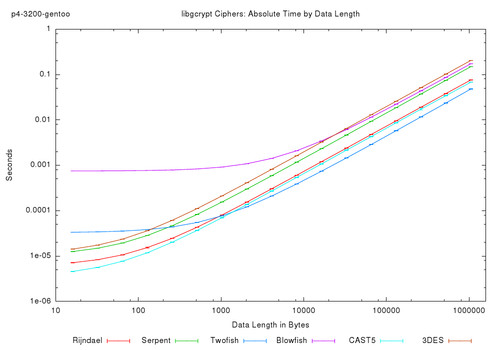 p4-3200-gentoo libgcrypt Ciphers: Absolute Time by Data Length
1
0.1
0.01
0.001
0.0001
1e-05
1e-06
Seconds
10 100 1000 10000 100000 1000000
Data Length in Bytes
Rijndael Serpent Twofish Blowfish CAST5 3DES